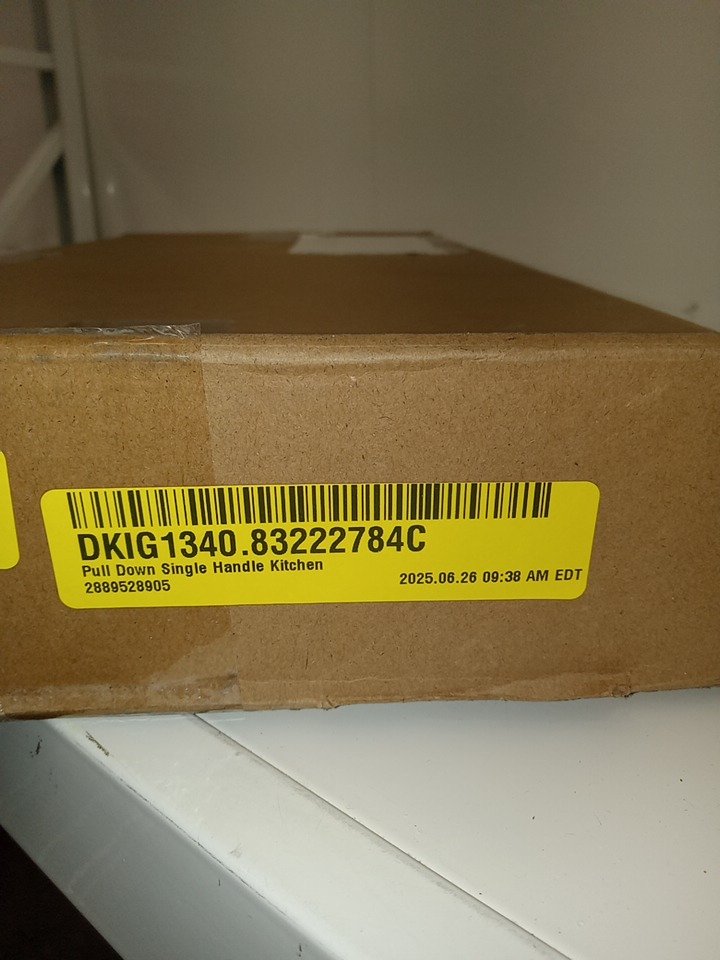 DKIG1340.83222784C
Pull Down Single Handle Kitchen
2889528905
2025.06.26 09:38 AM EDT